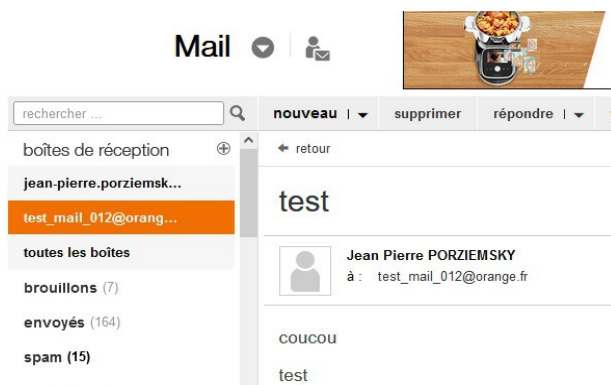 Mail
rechercher ...
nouveau
supprimer
répondre
boîtes de réception
retour
jean-pierre.porziemsk...
test
test_mail_012@orang...
toutes les boîtes
Jean Pierre PORZIEMSKY
à : test_mail_012@orange.fr
brouillons (7)
envoyés (164)
coucou
spam (15)
test